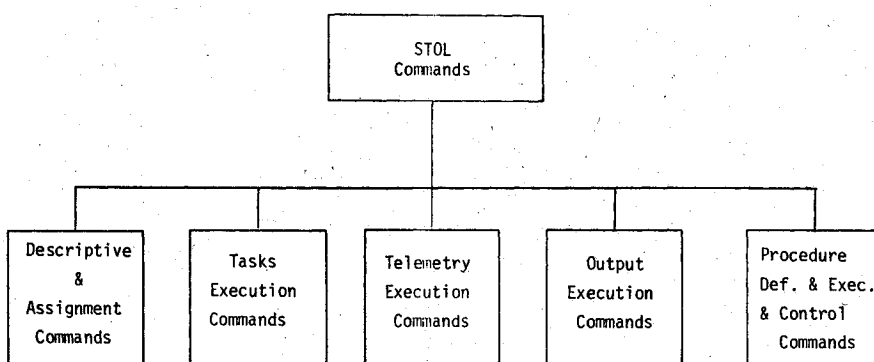 STOL
Commands
Descriptive
&
Assignment
Commands
Tasks
Execution
Commands
Telemetry
Execution
Commands
Output
Execution
Commands
Procedure
Def. & Exec.
& Control
Commands